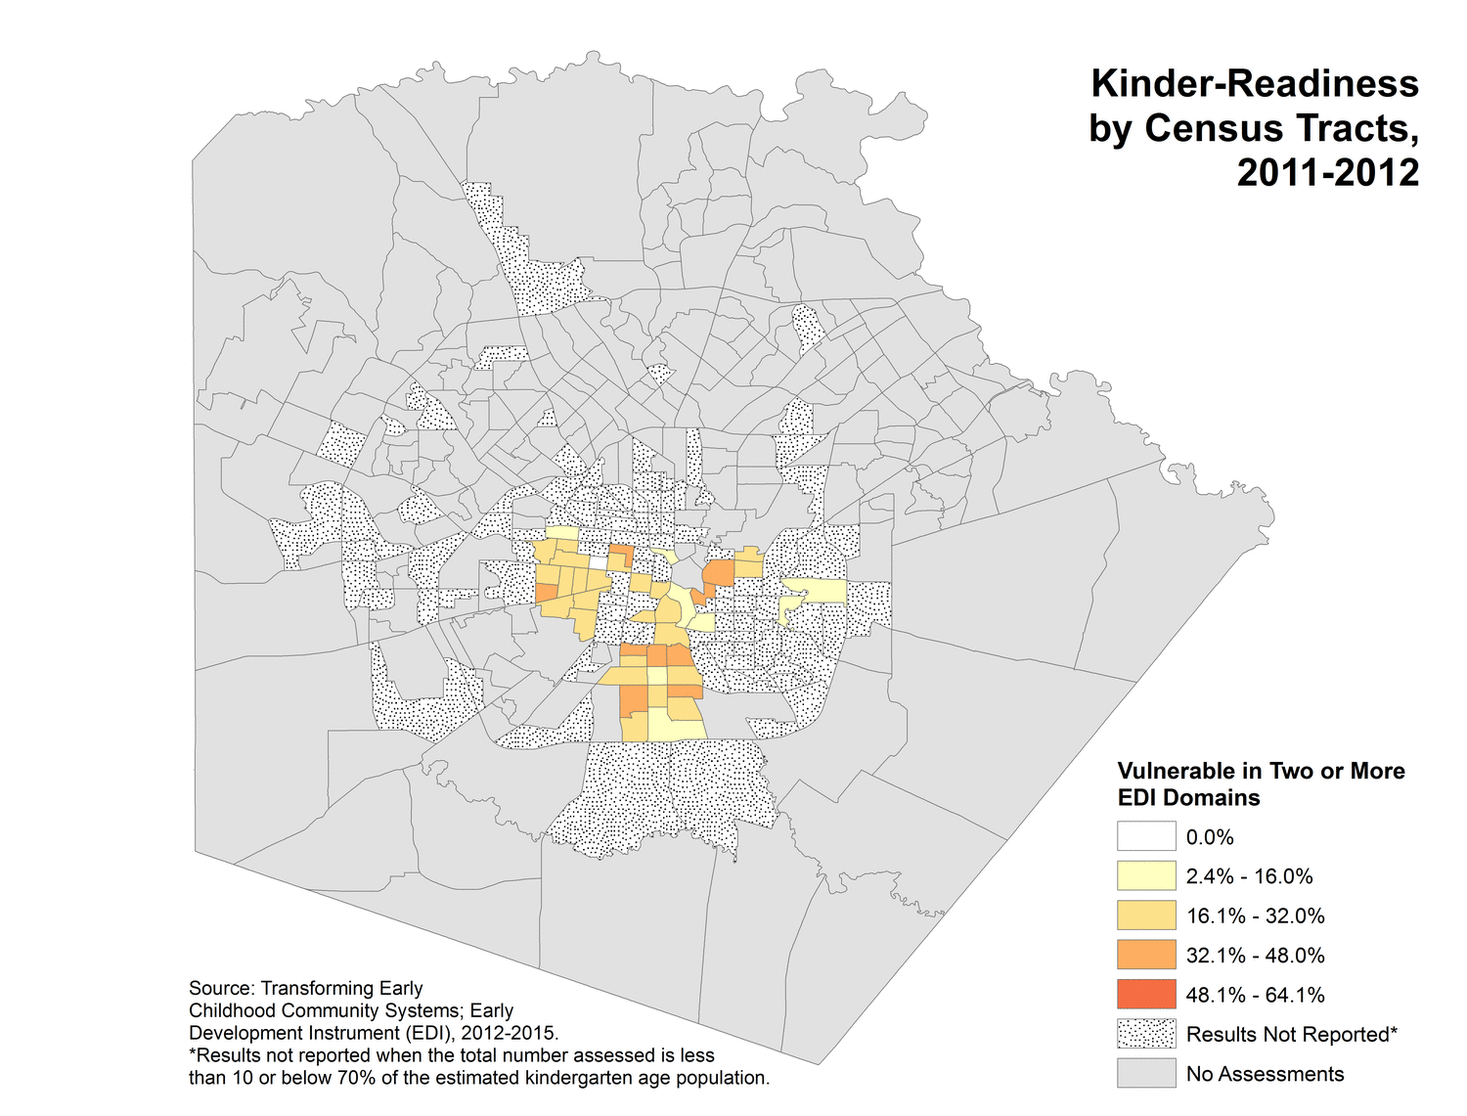 Kinder-Readiness
by Census Tracts,
2011-2012
Vulnerable in Two or More
EDI Domains
0.0%
2.4% - 16.0%
16.1% - 32.0%
32.1% - 48.0%
48.1% - 64.1%
Results Not Reported*
No Assessments
Source: Transforming Early
Childhood Community Systems; Early
Development Instrument (EDI), 2012-2015.
*Results not reported when the total number assessed is less
than 10 or below 70% of the estimated kindergarten age population.